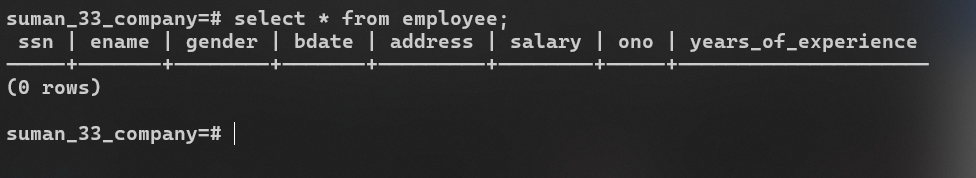 suman_33_company=# select * from employee;
 ssn | ename | gender | bdate | address | salary | ono | years_of_experience
-----+-------+--------+-------+---------+--------+-----+---------------------
(0 rows)
suman_33_company=#